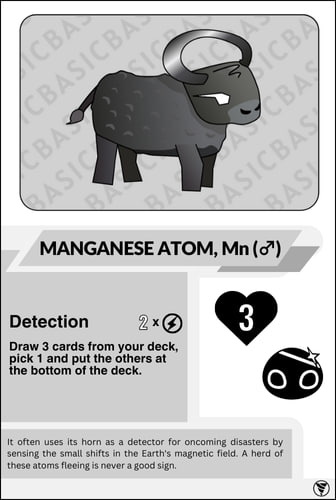 BASICBASICBASIC
MANGANESE ATOM, Mn (♂)
Detection 2 x
3
Draw 3 cards from your deck,
pick 1 and put the others at
the bottom of the deck.
It often uses its horn as a detector for oncoming disasters by
sensing the small shifts in the Earth's magnetic field. A herd of
these atoms fleeing is never a good sign.